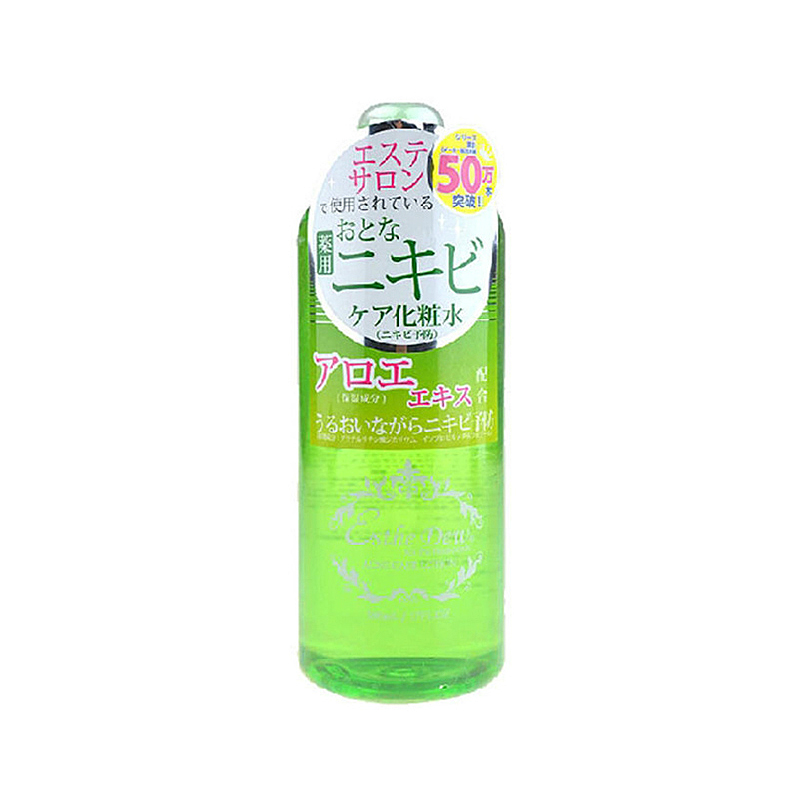 エステ
サロン
で使用されている
シリーズ
累計
50万本
突破!
薬用
おとな
ニキビ
ケア化粧水
(ニキビ予防)
アロエ
エキス
配合
[保湿成分]
うるおいながらニキビ予防
Esthe Dew